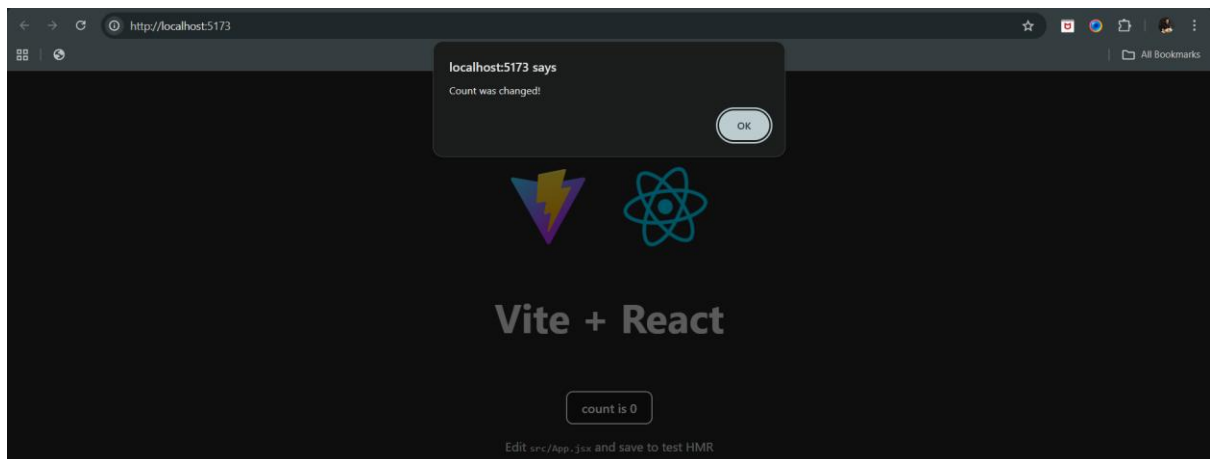 http://localhost:5173
All Bookmarks
localhost:5173 says
Count was changed!
OK
Vite + React
count is 0
Edit src/App.jsx and save to test HMR